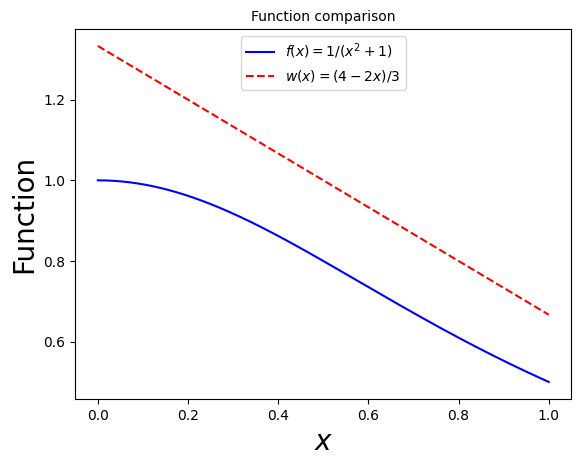 Function comparison
f(x) = 1/(x² + 1)
w(x) = (4 − 2x)/3
1.2
1.0
0.8
0.6
Function
0.0 0.2 0.4 0.6 0.8 1.0
x